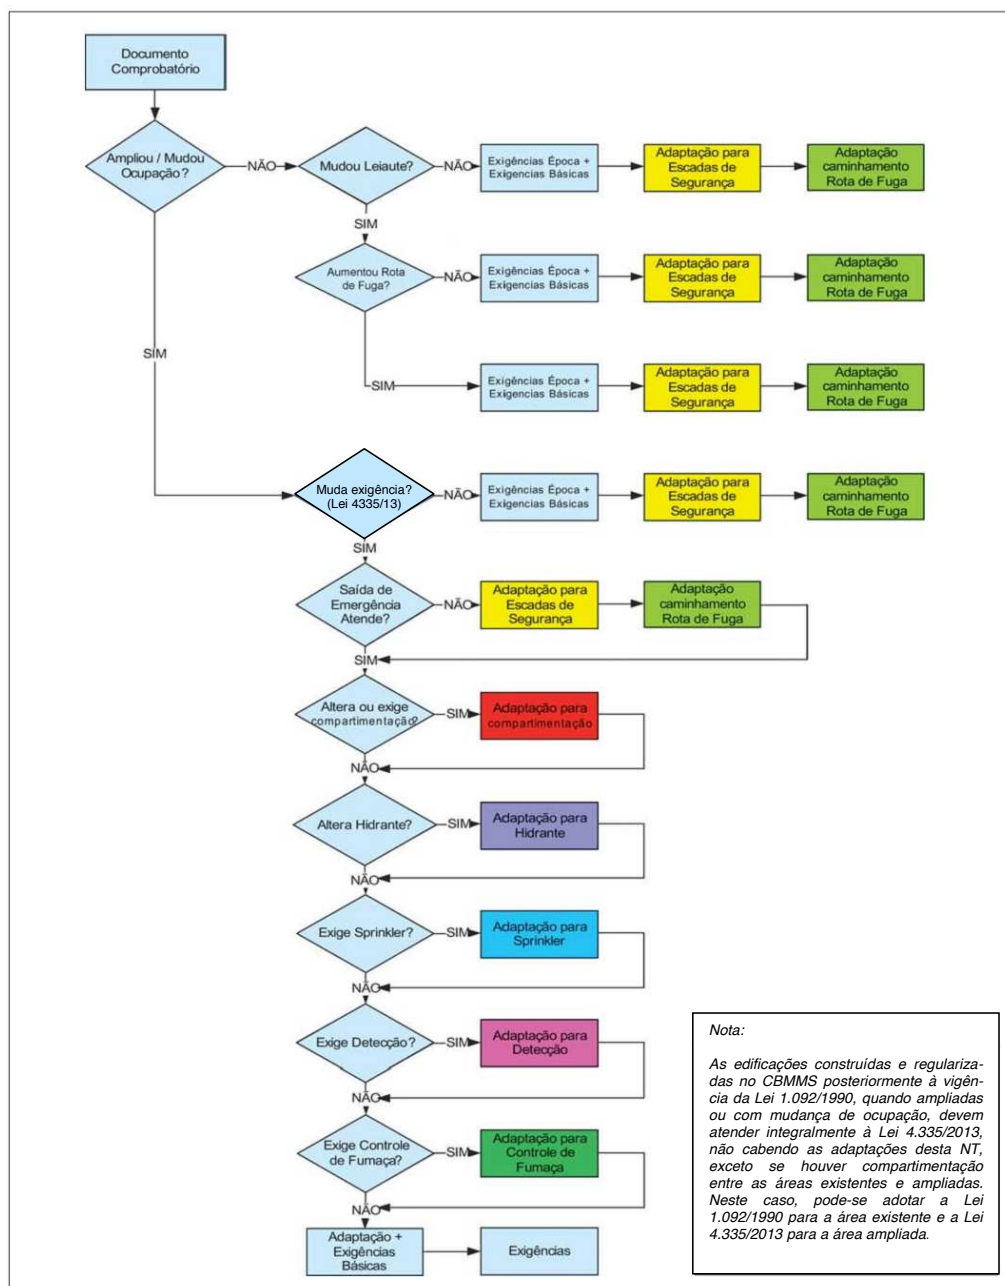 Documento
Comprobatório
Ampliou / Mudou
Ocupação?
NÃO
Mudou Leiaute?
NÃO
Exigências Época +
Exigencias Básicas
Adaptação para
Escadas de
Segurança
Adaptação
caminhamento
Rota de Fuga
SIM
Aumentou Rota
de Fuga?
NÃO
Exigências Época +
Exigencias Básicas
Adaptação para
Escadas de
Segurança
Adaptação
caminhamento
Rota de Fuga
SIM
SIM
Exigências Época +
Exigencias Básicas
Adaptação para
Escadas de
Segurança
Adaptação
caminhamento
Rota de Fuga
Muda exigência?
(Lei 4335/13)
NÃO
Exigências Época +
Exigencias Básicas
Adaptação para
Escadas de
Segurança
Adaptação
caminhamento
Rota de Fuga
SIM
Saída de
Emergência
Atende?
NÃO
Adaptação para
Escadas de
Segurança
Adaptação
caminhamento
Rota de Fuga
SIM
Altera ou exige
compartimentação?
SIM
Adaptação para
compartimentação
NÃO
Altera Hidrante?
SIM
Adaptação para
Hidrante
NÃO
Exige Sprinkler?
SIM
Adaptação para
Sprinkler
NÃO
Exige Detecção?
SIM
Adaptação para
Detecção
NÃO
Exige Controle
de Fumaça?
SIM
Adaptação para
Controle de
Fumaça
NÃO
Adaptação +
Exigências
Básicas
Exigências
Nota:
As edificações construídas e regulariza-
das no CBMMS posteriormente à vigên-
cia da Lei 1.092/1990, quando ampliadas
ou com mudança de ocupação, devem
atender integralmente à Lei 4.335/2013,
não cabendo as adaptações desta NT,
exceto se houver compartimentação
entre as áreas existentes e ampliadas.
Neste caso, pode-se adotar a Lei
1.092/1990 para a área existente e a Lei
4.335/2013 para a área ampliada.